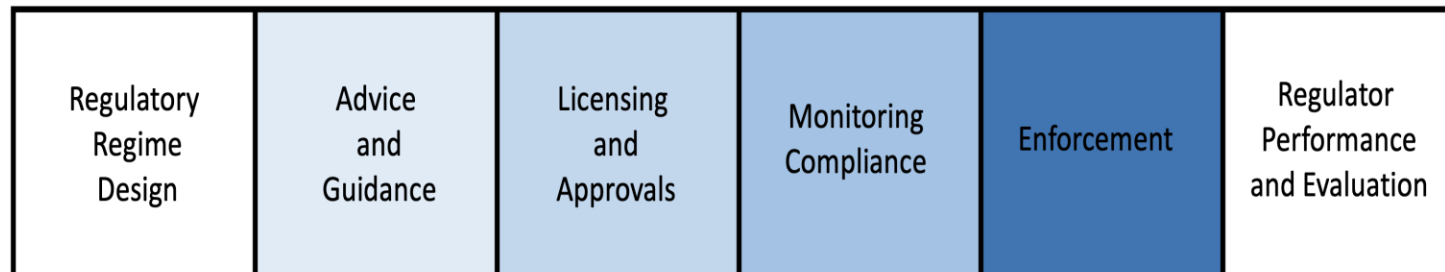 Regulatory
Regime
Design
Advice
and
Guidance
Licensing
and
Approvals
Monitoring
Compliance
Enforcement
Regulator
Performance
and Evaluation